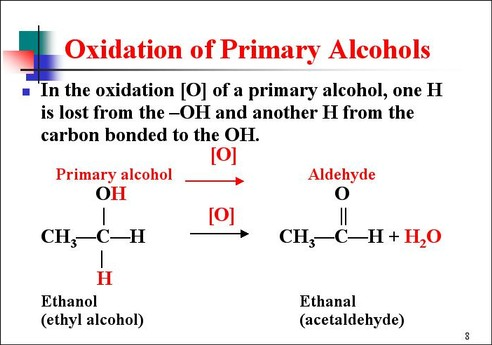 Oxidation of Primary Alcohols
In the oxidation [O] of a primary alcohol, one H
is lost from the –OH and another H from the
carbon bonded to the OH.
[O]
Primary alcohol Aldehyde
OH O
[O]
CH₃—C—H CH₃—C—H + H₂O
H
Ethanol Ethanal
(ethyl alcohol) (acetaldehyde)
8